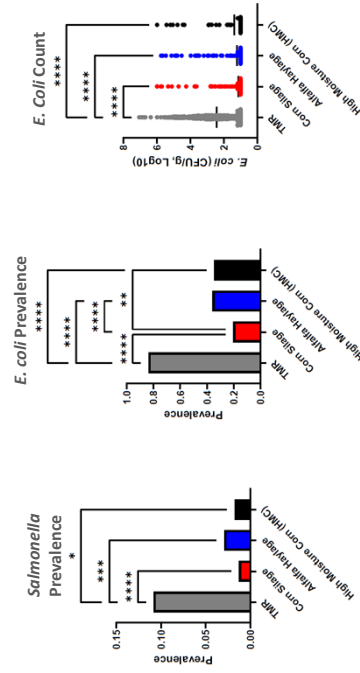 Salmonella
Prevalence
*
***
****
Prevalence
0.15
0.10
0.05
0.00
TMR
Corn Silage
Alfalfa Haylage
High Moisture Corn (HMC)
E. coli Prevalence
****
****
****
**
****
Prevalence
1.0
0.8
0.6
0.4
0.2
0.0
TMR
Corn Silage
Alfalfa Haylage
High Moisture Corn (HMC)
E. Coli Count
****
****
****
E. coli (CFU/g, Log10)
8
6
4
2
0
TMR
Corn Silage
Alfalfa Haylage
High Moisture Corn (HMC)